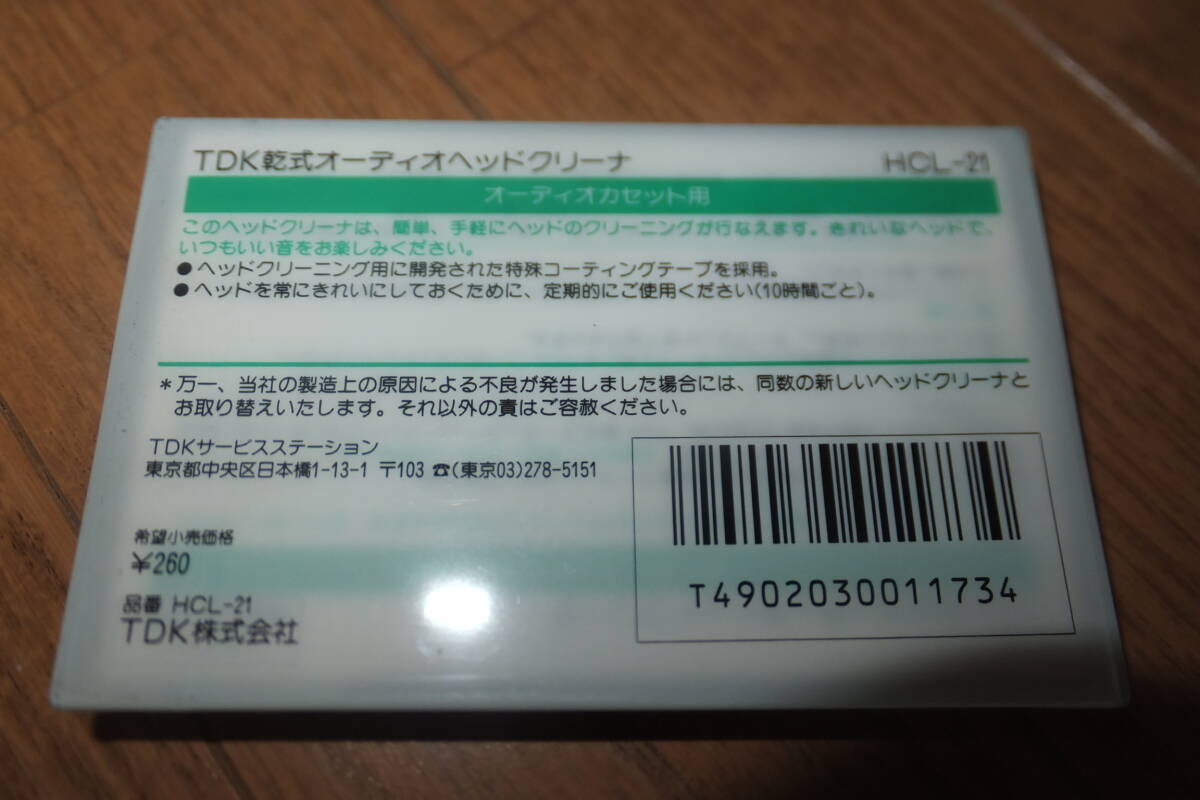 TDK乾式オーディオヘッドクリーナ HCL-21
オーディオカセット用
このヘッドクリーナは、簡単、手軽にヘッドのクリーニングが行なえます。きれいなヘッドで、
いつもいい音をお楽しみください。
●ヘッドクリーニング用に開発された特殊コーティングテープを採用。
●ヘッドを常にきれいにしておくために、定期的にご使用ください(10時間ごと)。
*万一、当社の製造上の原因による不良が発生しました場合には、同数の新しいヘッドクリーナと
お取り替えいたします。それ以外の責はご容赦ください。
TDKサービスステーション
東京都中央区日本橋1-13-1 〒103 ☎(東京03)278-5151
希望小売価格
¥260
品番 HCL-21
TDK株式会社
T4902030011734